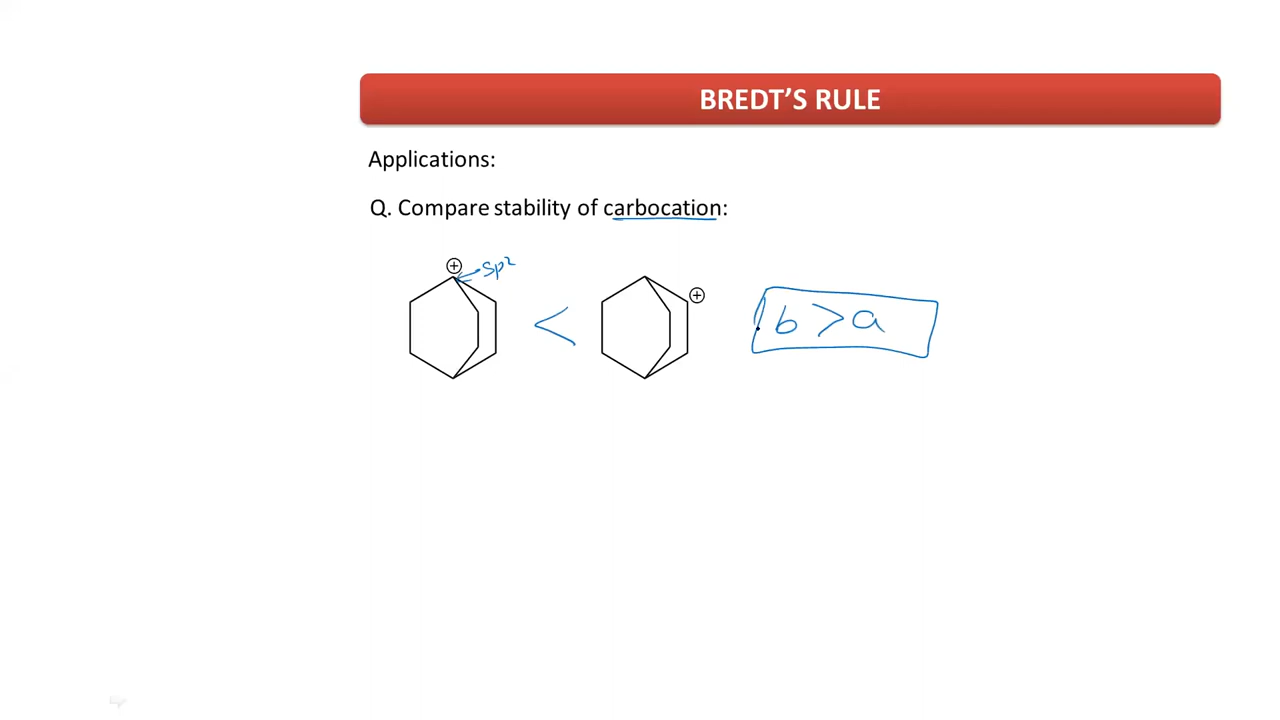 BREDT’S RULE
Applications:
Q. Compare stability of carbocation:
⊕ sp²
< ⊕
b > a